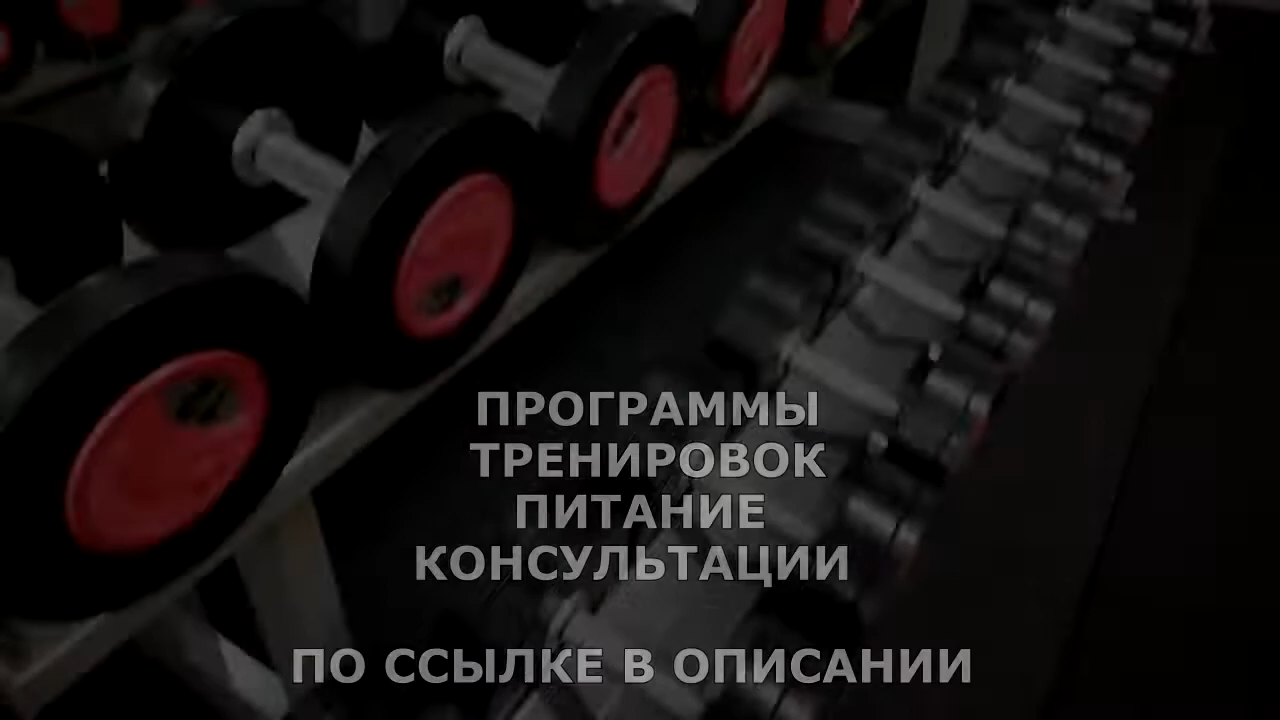 ПРОГРАММЫ
ТРЕНИРОВОК
ПИТАНИЕ
КОНСУЛЬТАЦИИ
ПО ССЫЛКЕ В ОПИСАНИИ